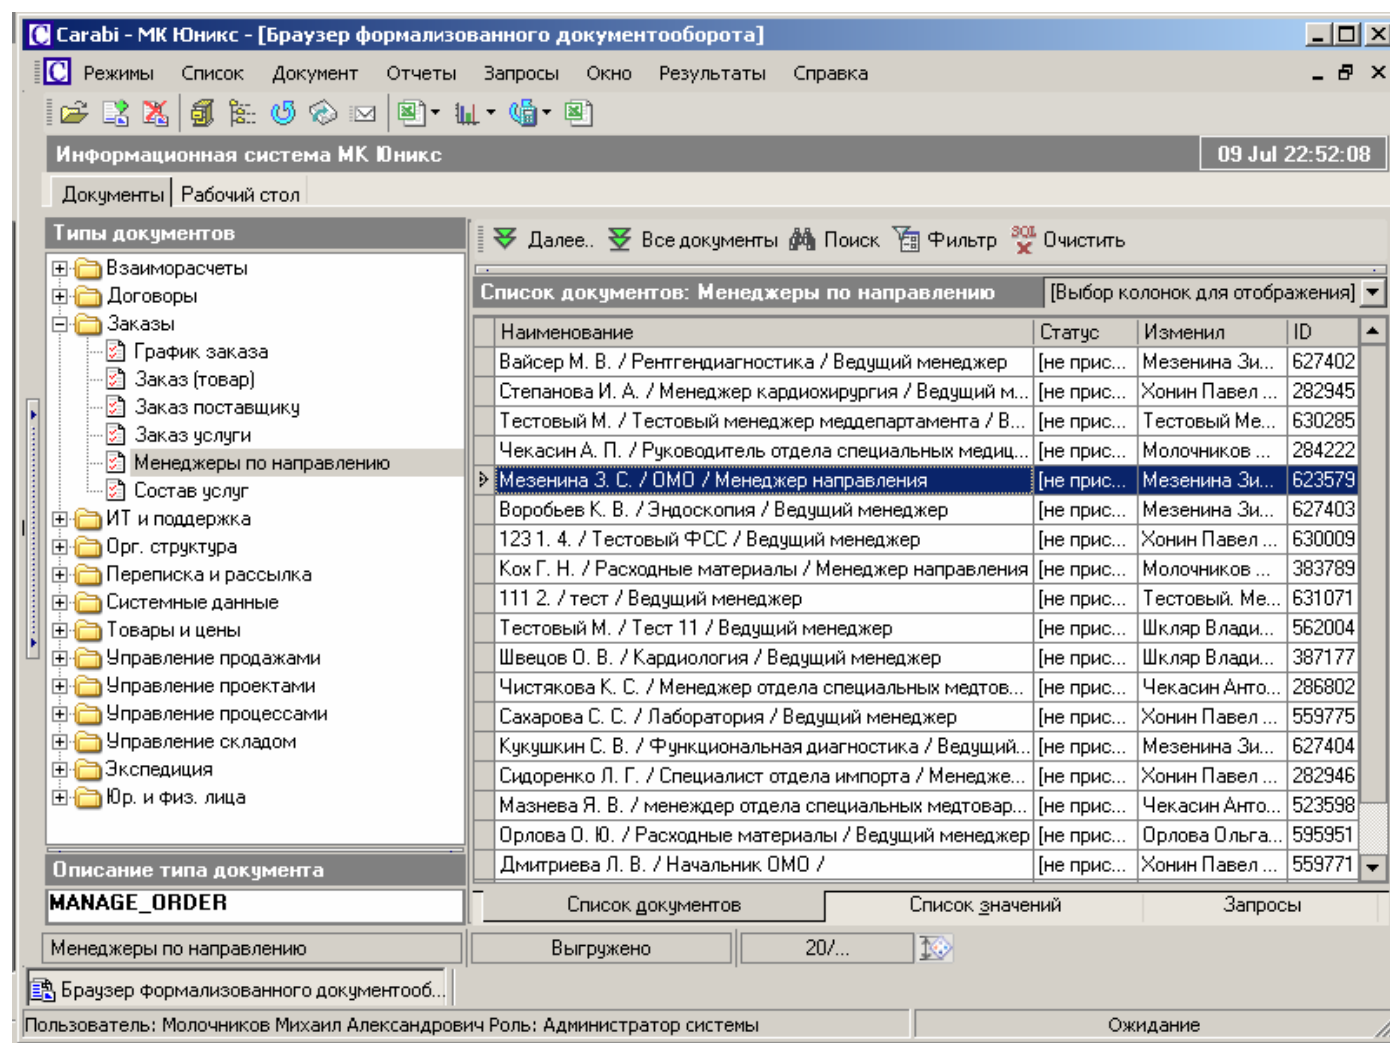 Carabi - МК Юникс - [Браузер формализованного документооборота]
Режимы Список Документ Отчеты Запросы Окно Результаты Справка
Информационная система МК Юникс 09 Jul 22:52:08
Документы Рабочий стол
Типы документов
Взаиморасчеты
Договоры
Заказы
График заказа
Заказ (товар)
Заказ поставщику
Заказ услуги
Менеджеры по направлению
Состав услуг
ИТ и поддержка
Орг. структура
Переписка и рассылка
Системные данные
Товары и цены
Управление продажами
Управление проектами
Управление процессами
Управление складом
Экспедиция
Юр. и физ. лица
Описание типа документа
MANAGE_ORDER
Далее.. Все документы Поиск Фильтр SQL Очистить
Список документов: Менеджеры по направлению [Выбор колонок для отображения]
Наименование Статус Изменил ID
Вайсер М. В. / Рентгендиагностика / Ведущий менеджер [не прис... Мезенина Зи... 627402
Степанова И. А. / Менеджер кардиохирургия / Ведущий м... [не прис... Хонин Павел ... 282945
Тестовый М. / Тестовый менеджер меддепартамента / В... [не прис... Тестовый Ме... 630285
Чекасин А. П. / Руководитель отдела специальных медиц... [не прис... Молочников ... 284222
Мезенина З. С. / ОМО / Менеджер направления [не прис... Мезенина Зи... 623579
Воробьев К. В. / Эндоскопия / Ведущий менеджер [не прис... Мезенина Зи... 627403
123 1. 4. / Тестовый ФСС / Ведущий менеджер [не прис... Хонин Павел ... 630009
Кох Г. Н. / Расходные материалы / Менеджер направления [не прис... Молочников ... 383789
111 2. / тест / Ведущий менеджер [не прис... Тестовый. Ме... 631071
Тестовый М. / Тест 11 / Ведущий менеджер [не прис... Шкляр Влади... 562004
Швецов О. В. / Кардиология / Ведущий менеджер [не прис... Шкляр Влади... 387177
Чистякова К. С. / Менеджер отдела специальных медтов... [не прис... Чекасин Анто... 286802
Сахарова С. С. / Лаборатория / Ведущий менеджер [не прис... Хонин Павел ... 559775
Кукушкин С. В. / Функциональная диагностика / Ведущий... [не прис... Мезенина Зи... 627404
Сидоренко Л. Г. / Специалист отдела импорта / Менедже... [не прис... Хонин Павел ... 282946
Мазнева Я. В. / менеждер отдела специальных медтовар... [не прис... Чекасин Анто... 523598
Орлова О. Ю. / Расходные материалы / Ведущий менеджер [не прис... Орлова Ольга... 595951
Дмитриева Л. В. / Начальник ОМО / [не прис... Хонин Павел ... 559771
Список документов Список значений Запросы
Менеджеры по направлению Выгружено 20/...
Браузер формализованного документооб...
Пользователь: Молочников Михаил Александрович Роль: Администратор системы Ожидание